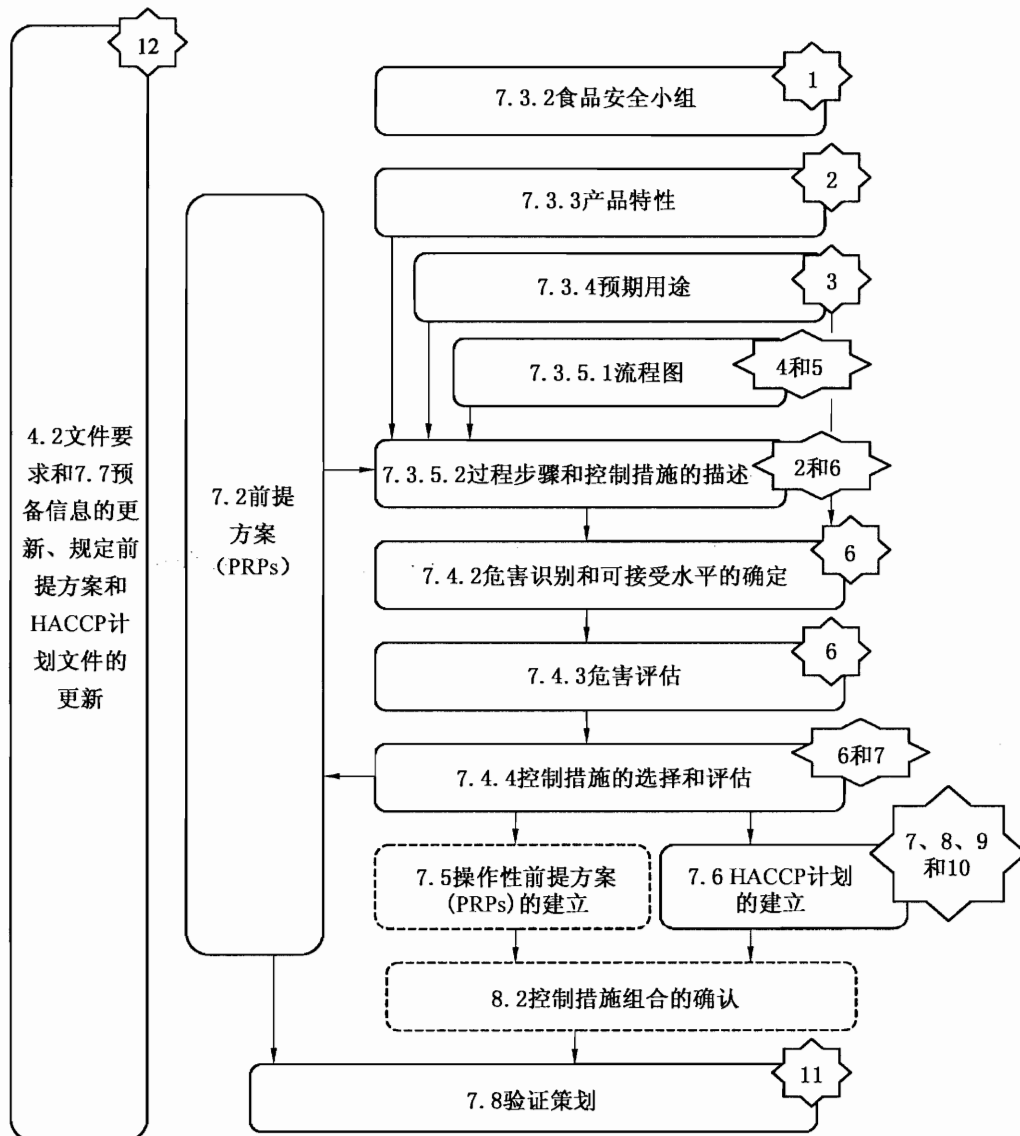 12
4.2文件要
求和7.7预
备信息的更
新、规定前
提方案和
HACCP计
划文件的
更新
7.2前提
方案
(PRPs)
1
7.3.2食品安全小组
2
7.3.3产品特性
3
7.3.4预期用途
4和5
7.3.5.1流程图
2和6
7.3.5.2过程步骤和控制措施的描述
6
7.4.2危害识别和可接受水平的确定
6
7.4.3危害评估
6和7
7.4.4控制措施的选择和评估
7.5操作性前提方案
(PRPs)的建立
7、8、9
和10
7.6 HACCP计划
的建立
8.2控制措施组合的确认
11
7.8验证策划